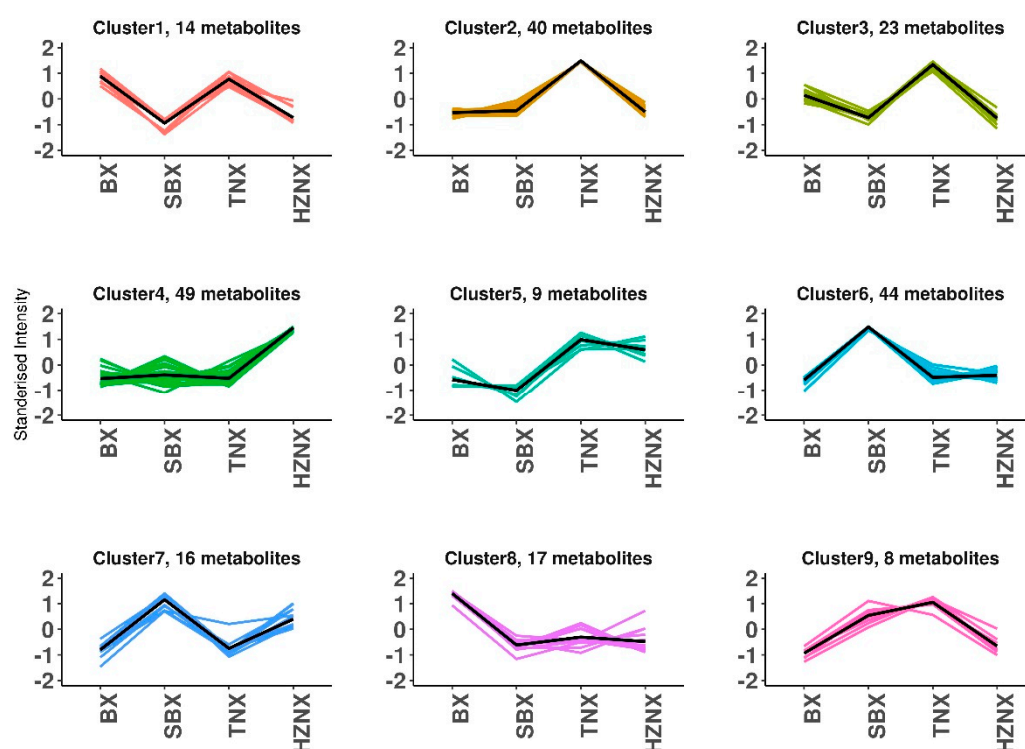 Cluster1, 14 metabolites
2
1
0
-1
-2
BX
SBX
TNX
HZNX
Cluster2, 40 metabolites
2
1
0
-1
-2
BX
SBX
TNX
HZNX
Cluster3, 23 metabolites
2
1
0
-1
-2
BX
SBX
TNX
HZNX
Standerised Intensity
Cluster4, 49 metabolites
2
1
0
-1
-2
BX
SBX
TNX
HZNX
Cluster5, 9 metabolites
2
1
0
-1
-2
BX
SBX
TNX
HZNX
Cluster6, 44 metabolites
2
1
0
-1
-2
BX
SBX
TNX
HZNX
Cluster7, 16 metabolites
2
1
0
-1
-2
BX
SBX
TNX
HZNX
Cluster8, 17 metabolites
2
1
0
-1
-2
BX
SBX
TNX
HZNX
Cluster9, 8 metabolites
2
1
0
-1
-2
BX
SBX
TNX
HZNX